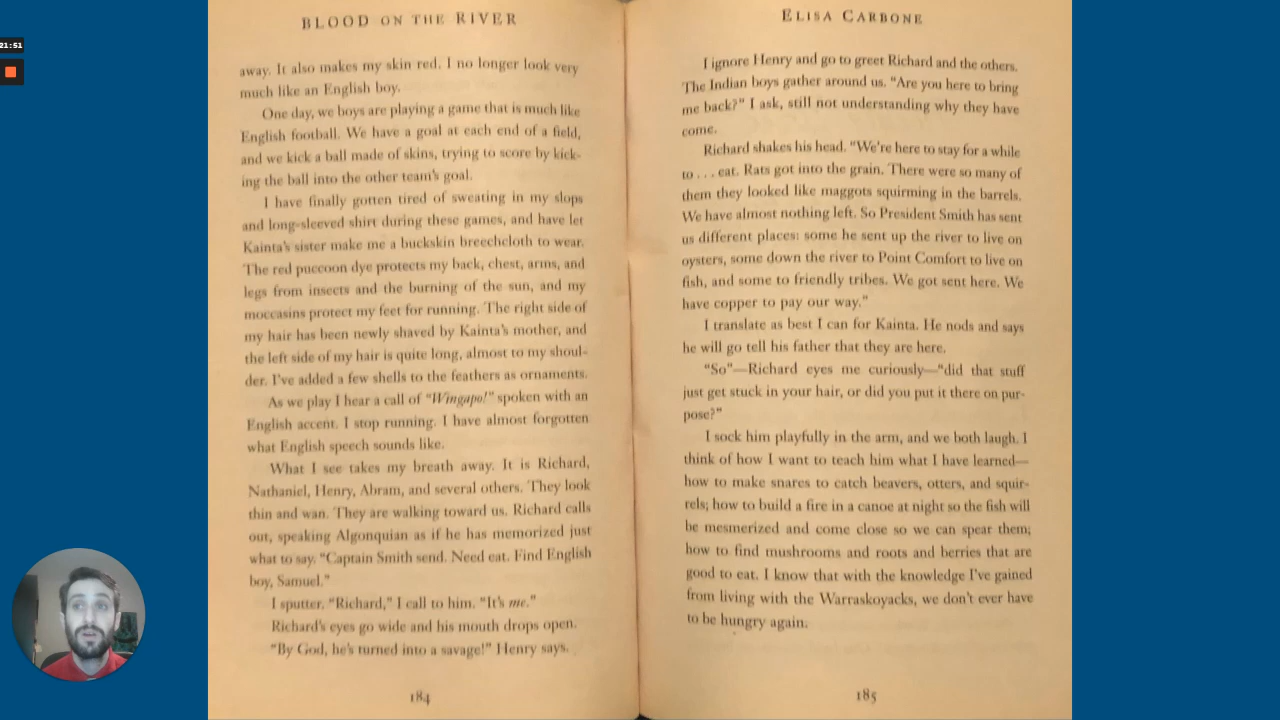 21:51
BLOOD ON THE RIVER
away. It also makes my skin red. I no longer look very
much like an English boy.
One day, we boys are playing a game that is much like
English football. We have a goal at each end of a field,
and we kick a ball made of skins, trying to score by kick-
ing the ball into the other team's goal.
I have finally gotten tired of sweating in my slops
and long-sleeved shirt during these games, and have let
Kainta's sister make me a buckskin breechcloth to wear.
The red puccoon dye protects my back, chest, arms, and
legs from insects and the burning of the sun, and my
moccasins protect my feet for running. The right side of
my hair has been newly shaved by Kainta's mother, and
the left side of my hair is quite long, almost to my shoul-
der. I've added a few shells to the feathers as ornaments.
As we play I hear a call of "Wingapo!" spoken with an
English accent. I stop running. I have almost forgotten
what English speech sounds like.
What I see takes my breath away. It is Richard,
Nathaniel, Henry, Abram, and several others. They look
thin and wan. They are walking toward us. Richard calls
out, speaking Algonquian as if he has memorized just
what to say. "Captain Smith send. Need eat. Find English
boy, Samuel."
I sputter. "Richard," I call to him. "It's me."
Richard's eyes go wide and his mouth drops open.
"By God, he's turned into a savage!" Henry says.
184
ELISA CARBONE
I ignore Henry and go to greet Richard and the others.
The Indian boys gather around us. "Are you here to bring
me back?" I ask, still not understanding why they have
come.
Richard shakes his head. "We're here to stay for a while
to . . . eat. Rats got into the grain. There were so many of
them they looked like maggots squirming in the barrels.
We have almost nothing left. So President Smith has sent
us different places: some he sent up the river to live on
oysters, some down the river to Point Comfort to live on
fish, and some to friendly tribes. We got sent here. We
have copper to pay our way."
I translate as best I can for Kainta. He nods and says
he will go tell his father that they are here.
"So"—Richard eyes me curiously—"did that stuff
just get stuck in your hair, or did you put it there on pur-
pose?"
I sock him playfully in the arm, and we both laugh. I
think of how I want to teach him what I have learned—
how to make snares to catch beavers, otters, and squir-
rels; how to build a fire in a canoe at night so the fish will
be mesmerized and come close so we can spear them;
how to find mushrooms and roots and berries that are
good to eat. I know that with the knowledge I've gained
from living with the Warraskoyacks, we don't ever have
to be hungry again.
185